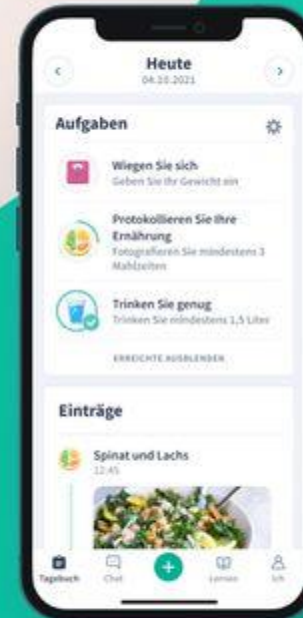 Heute
04.10.2021
Aufgaben
Wiegen Sie sich
Geben Sie Ihr Gewicht ein
Protokollieren Sie Ihre
Ernährung
Fotografieren Sie mindestens 3
Mahlzeiten
Trinken Sie genug
Trinken Sie mindestens 1,5 Liter
ERREICHTE AUSBLENDEN
Einträge
Spinat und Lachs
12:45
Tagebuch
Chat
Lernen
Ich